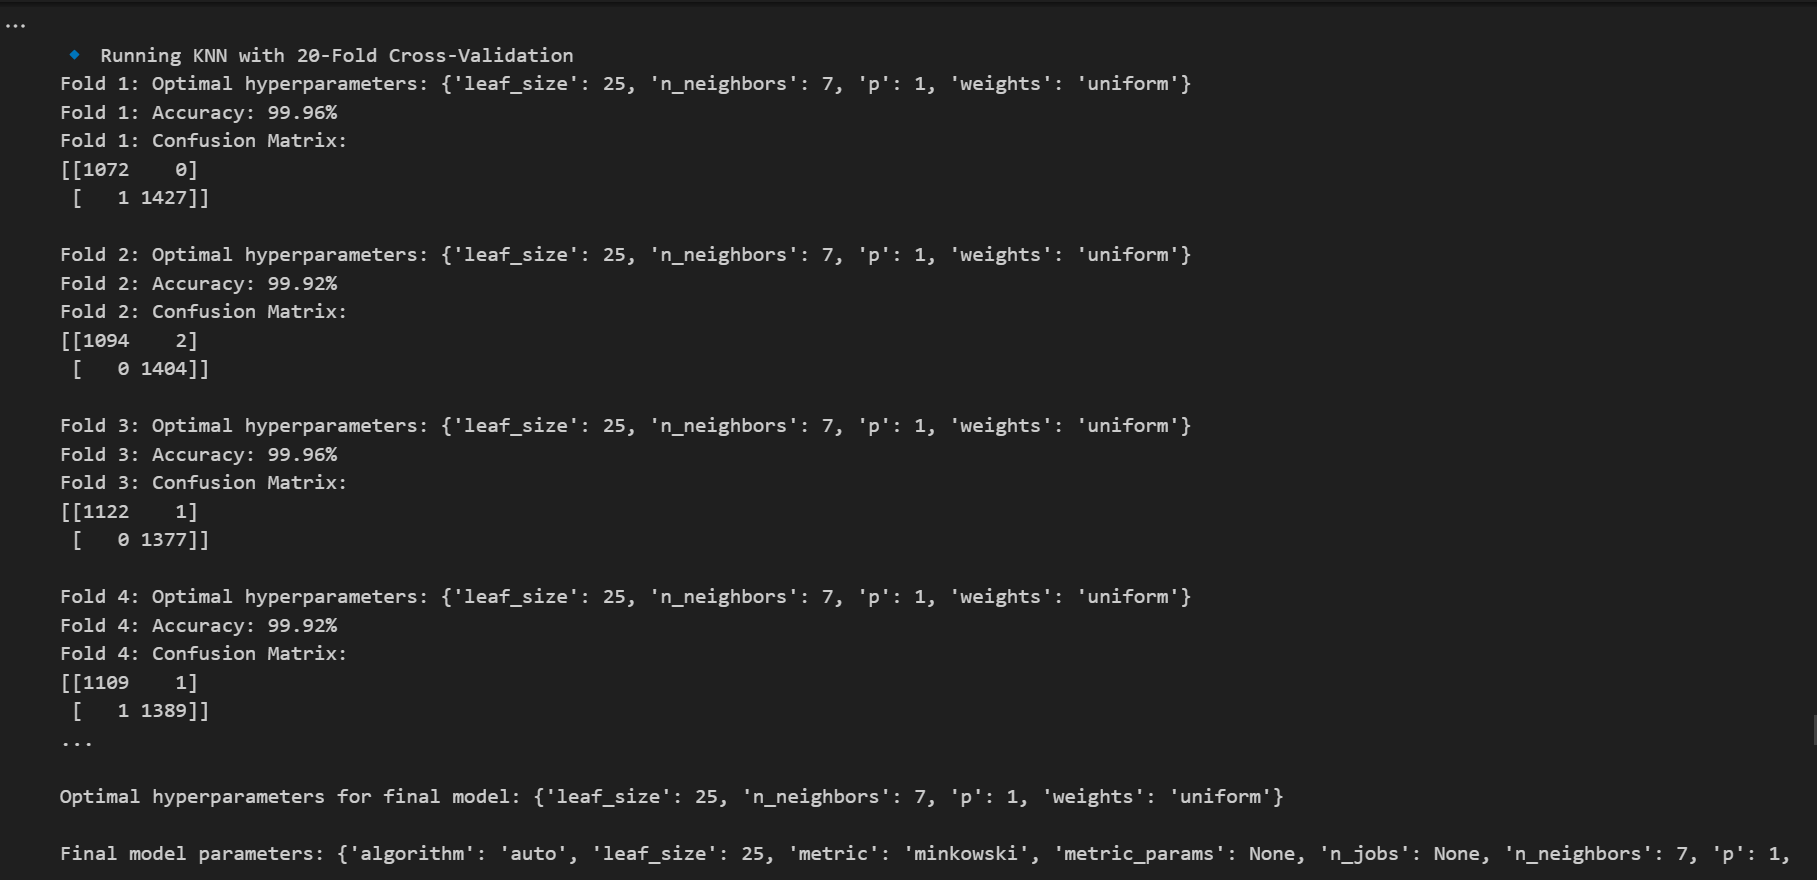 ...
🔹 Running KNN with 20-Fold Cross-Validation
Fold 1: Optimal hyperparameters: {'leaf_size': 25, 'n_neighbors': 7, 'p': 1, 'weights': 'uniform'}
Fold 1: Accuracy: 99.96%
Fold 1: Confusion Matrix:
[[1072    0]
 [   1 1427]]
Fold 2: Optimal hyperparameters: {'leaf_size': 25, 'n_neighbors': 7, 'p': 1, 'weights': 'uniform'}
Fold 2: Accuracy: 99.92%
Fold 2: Confusion Matrix:
[[1094    2]
 [   0 1404]]
Fold 3: Optimal hyperparameters: {'leaf_size': 25, 'n_neighbors': 7, 'p': 1, 'weights': 'uniform'}
Fold 3: Accuracy: 99.96%
Fold 3: Confusion Matrix:
[[1122    1]
 [   0 1377]]
Fold 4: Optimal hyperparameters: {'leaf_size': 25, 'n_neighbors': 7, 'p': 1, 'weights': 'uniform'}
Fold 4: Accuracy: 99.92%
Fold 4: Confusion Matrix:
[[1109    1]
 [   1 1389]]
...
Optimal hyperparameters for final model: {'leaf_size': 25, 'n_neighbors': 7, 'p': 1, 'weights': 'uniform'}
Final model parameters: {'algorithm': 'auto', 'leaf_size': 25, 'metric': 'minkowski', 'metric_params': None, 'n_jobs': None, 'n_neighbors': 7, 'p': 1,